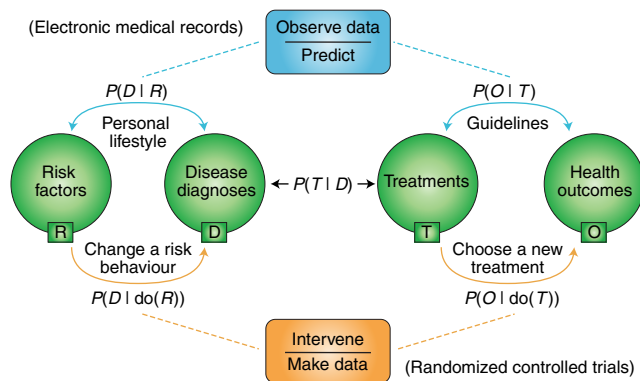 (Electronic medical records)
Observe data
Predict
P(D | R)
P(O | T)
Personal
lifestyle
Guidelines
Risk
factors
Disease
diagnoses
P(T | D)
Treatments
Health
outcomes
R
D
T
O
Change a risk
behaviour
Choose a new
treatment
P(D | do(R))
P(O | do(T))
Intervene
Make data
(Randomized controlled trials)